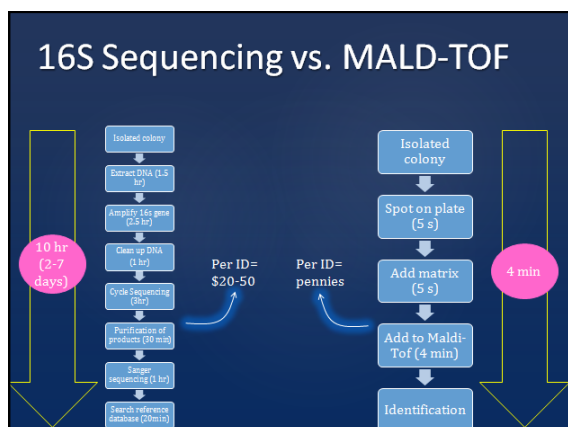 16S Sequencing vs. MALD-TOF
Isolated colony
Extract DNA (1.5
hr)
Amplify 16s gene
(2.5 hr)
Clean up DNA
(1 hr)
Cycle Sequencing
(3hr)
Purification of
products (30 min)
Sanger
sequencing (1 hr)
Search reference
database (20min)
10 hr
(2-7
days)
Per ID=
$20-50
Per ID=
pennies
Isolated
colony
Spot on plate
(5 s)
Add matrix
(5 s)
Add to Maldi-
Tof (4 min)
Identification
4 min